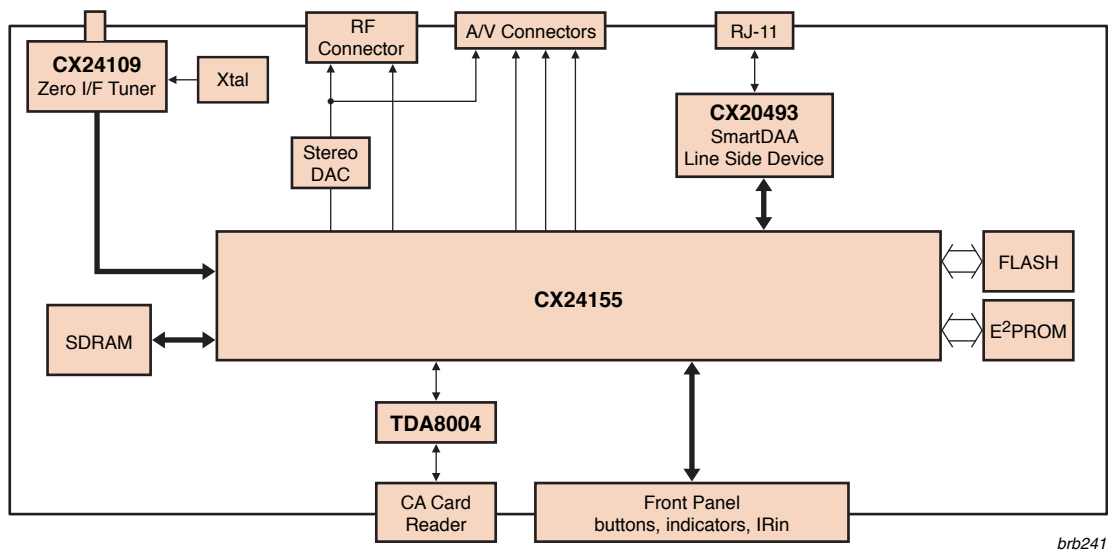 CX24109
Zero I/F Tuner
Xtal
RF
Connector
A/V Connectors
RJ-11
CX20493
SmartDAA
Line Side Device
Stereo
DAC
CX24155
FLASH
E²PROM
SDRAM
TDA8004
CA Card
Reader
Front Panel
buttons, indicators, IRin
brb241